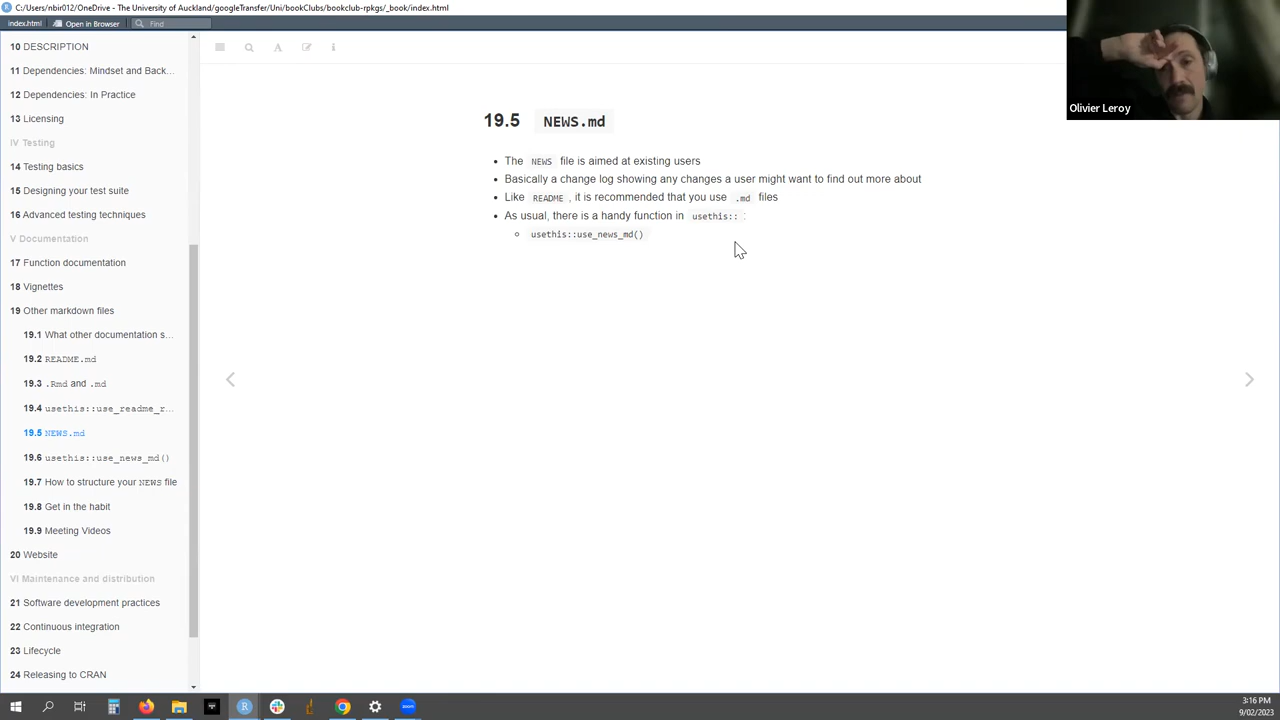 C:/Users/nbir012/OneDrive - The University of Auckland/googleTransfer/Uni/bookClubs/bookclub-rpkgs/_book/index.html
index.html
Open in Browser
Find
10 DESCRIPTION
11 Dependencies: Mindset and Back…
12 Dependencies: In Practice
13 Licensing
IV Testing
14 Testing basics
15 Designing your test suite
16 Advanced testing techniques
V Documentation
17 Function documentation
18 Vignettes
19 Other markdown files
19.1 What other documentation s…
19.2 README.md
19.3 .Rmd and .md
19.4 usethis::use_readme_r…
19.5 NEWS.md
19.6 usethis::use_news_md()
19.7 How to structure your NEWS file
19.8 Get in the habit
19.9 Meeting Videos
20 Website
VI Maintenance and distribution
21 Software development practices
22 Continuous integration
23 Lifecycle
24 Releasing to CRAN
19.5 NEWS.md
The NEWS file is aimed at existing users
Basically a change log showing any changes a user might want to find out more about
Like README, it is recommended that you use .md files
As usual, there is a handy function in usethis:: :
usethis::use_news_md()
Olivier Leroy
3:16 PM
9/02/2023